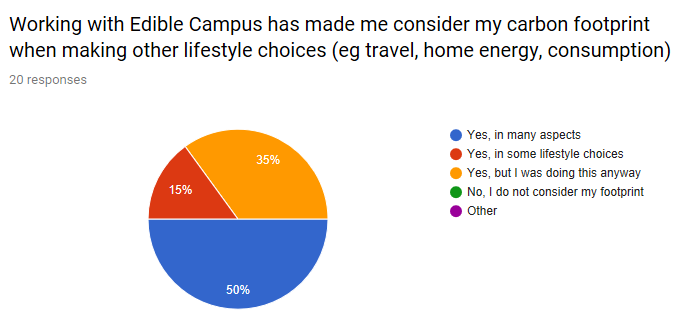 Working with Edible Campus has made me consider my carbon footprint
when making other lifestyle choices (eg travel, home energy, consumption)
20 responses
35%
15%
50%
Yes, in many aspects
Yes, in some lifestyle choices
Yes, but I was doing this anyway
No, I do not consider my footprint
Other